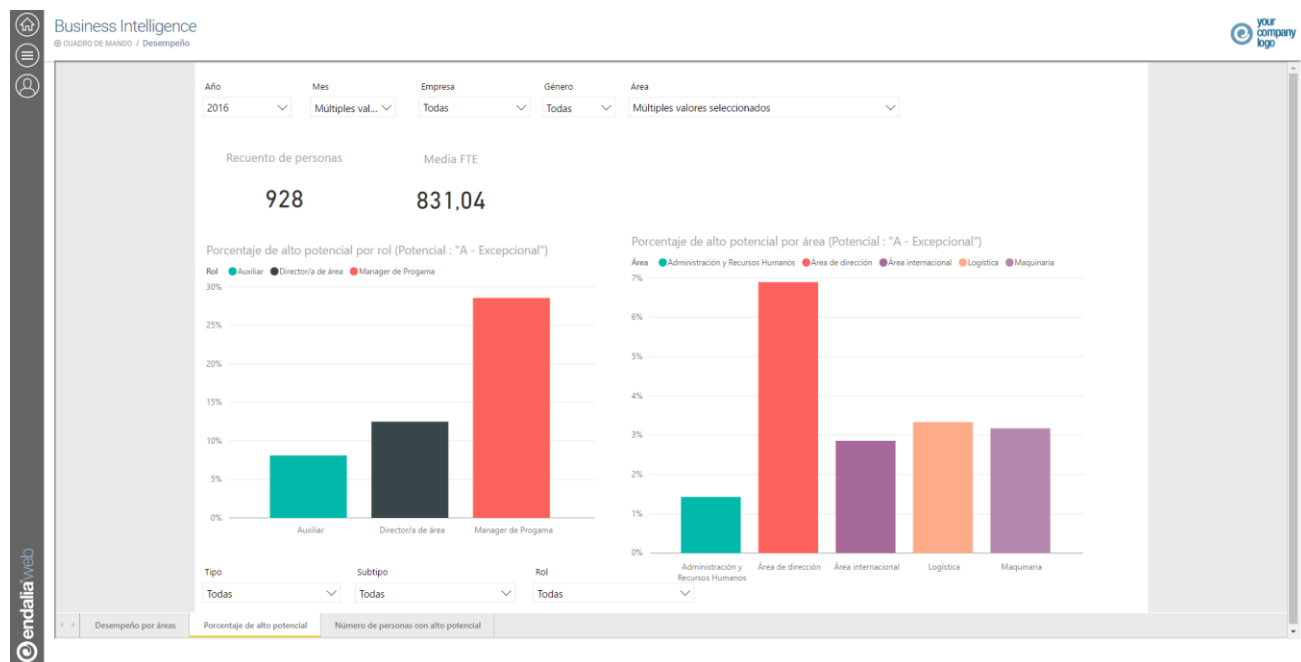 Business Intelligence
CUADRO DE MANDO / Desempeño
your
company
logo
Año Mes Empresa Género Área
2016 Múltiples val... Todas Todas Múltiples valores seleccionados
Recuento de personas Media FTE
928 831,04
Porcentaje de alto potencial por rol (Potencial : "A - Excepcional")
Rol Auxiliar Director/a de área Manager de Progama
30%
25%
20%
15%
10%
5%
0%
Auxiliar Director/a de área Manager de Progama
Porcentaje de alto potencial por área (Potencial : "A - Excepcional")
Área Administración y Recursos Humanos Área de dirección Área internacional Logística Maquinaria
7%
6%
5%
4%
3%
2%
1%
0%
Administración y Área de dirección Área internacional Logística Maquinaria
Recursos Humanos
Tipo Subtipo Rol
Todas Todas Todas
Desempeño por áreas Porcentaje de alto potencial Número de personas con alto potencial
endaliaweb